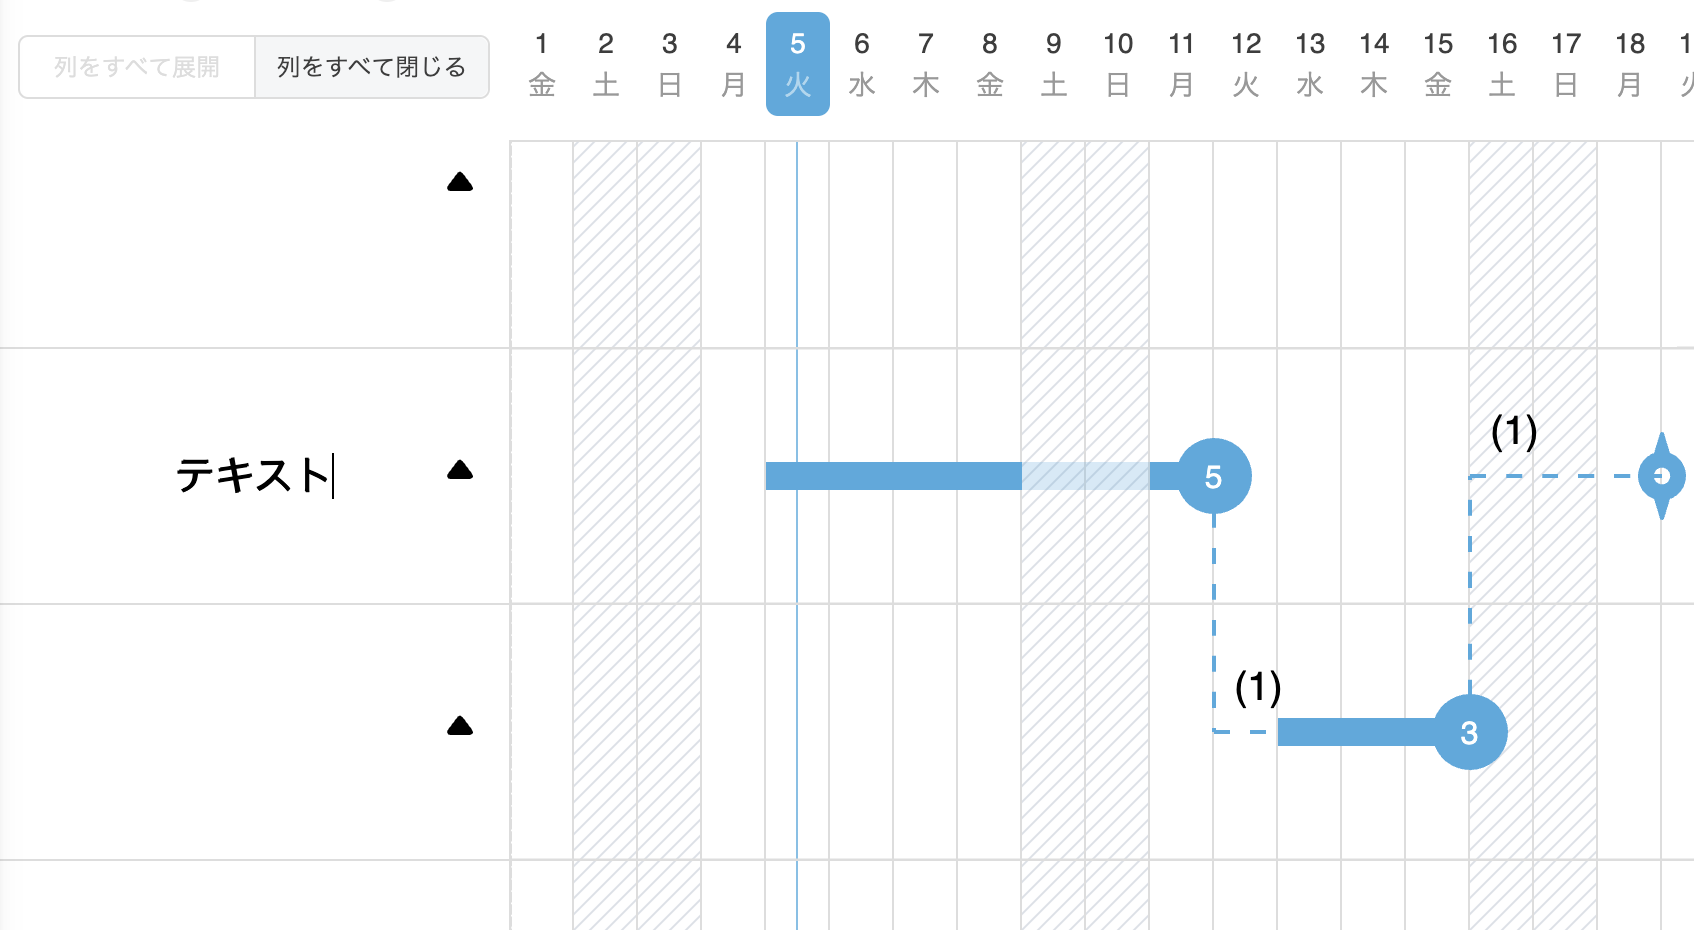 列をすべて展開 列をすべて閉じる
1 2 3 4 5 6 7 8 9 10 11 12 13 14 15 16 17 18
金 土 日 月 火 水 木 金 土 日 月 火 水 木 金 土 日 月
(1)
テキスト 5
(1)
3